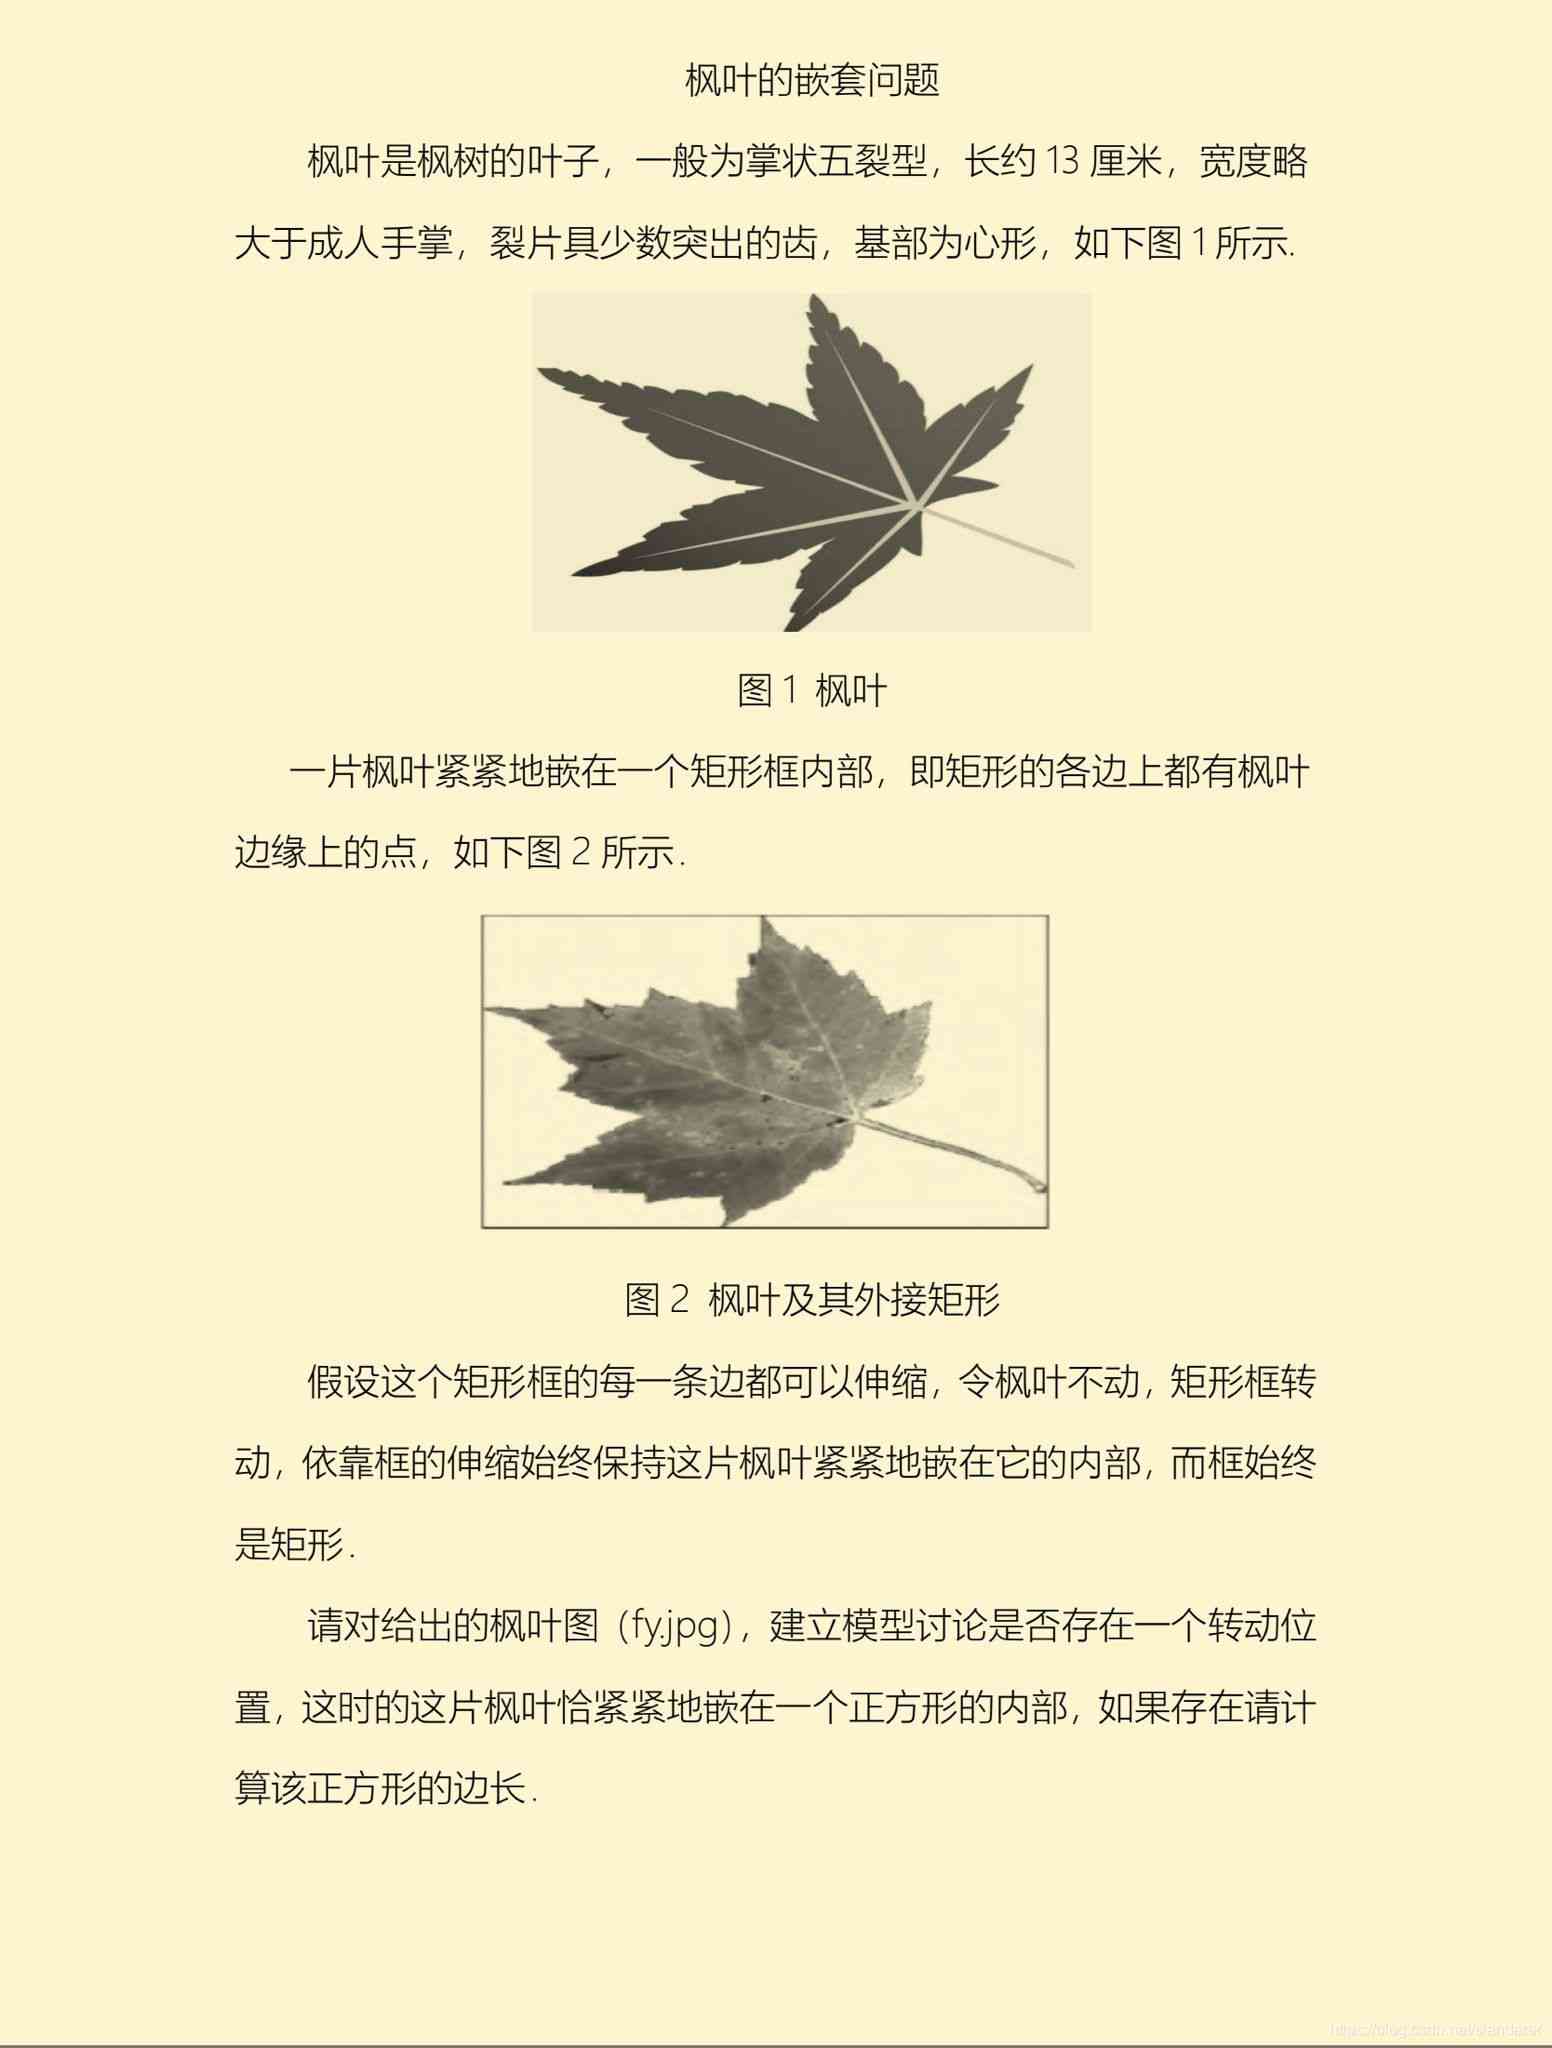 枫叶的嵌套问题
枫叶是枫树的叶子，一般为掌状五裂型，长约 13 厘米，宽度略
大于成人手掌，裂片具少数突出的齿，基部为心形，如下图 1 所示.
图 1 枫叶
一片枫叶紧紧地嵌在一个矩形框内部，即矩形的各边上都有枫叶
边缘上的点，如下图 2 所示.
图 2 枫叶及其外接矩形
假设这个矩形框的每一条边都可以伸缩，令枫叶不动，矩形框转
动，依靠框的伸缩始终保持这片枫叶紧紧地嵌在它的内部，而框始终
是矩形.
请对给出的枫叶图（fy.jpg），建立模型讨论是否存在一个转动位
置，这时的这片枫叶恰紧紧地嵌在一个正方形的内部，如果存在请计
算该正方形的边长.